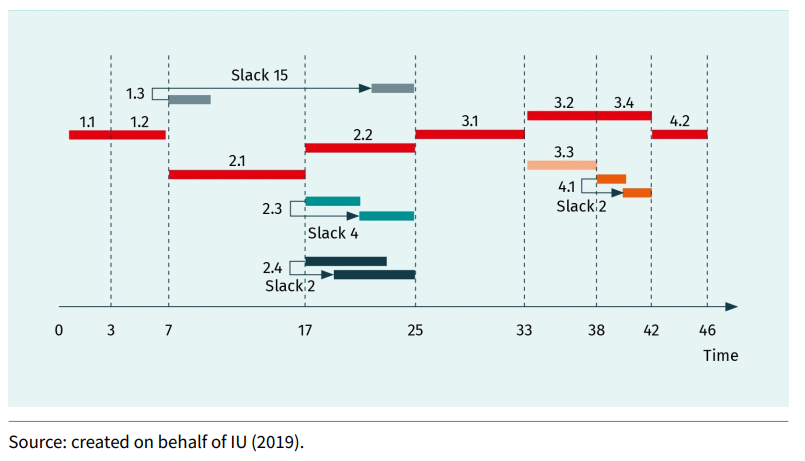 Slack 15
1.3
1.1 1.2
2.1
2.2
3.1
3.2 3.4
4.2
3.3
4.1
Slack 2
2.3
Slack 4
2.4
Slack 2
0 3 7 17 25 33 38 42 46
Time
Source: created on behalf of IU (2019).